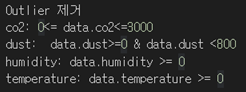 Outlier 제거
co2: 0<= data.co2<=3000
dust:  data.dust>=0 & data.dust <800
humidity: data.humidity >= 0
temperature: data.temperature >= 0